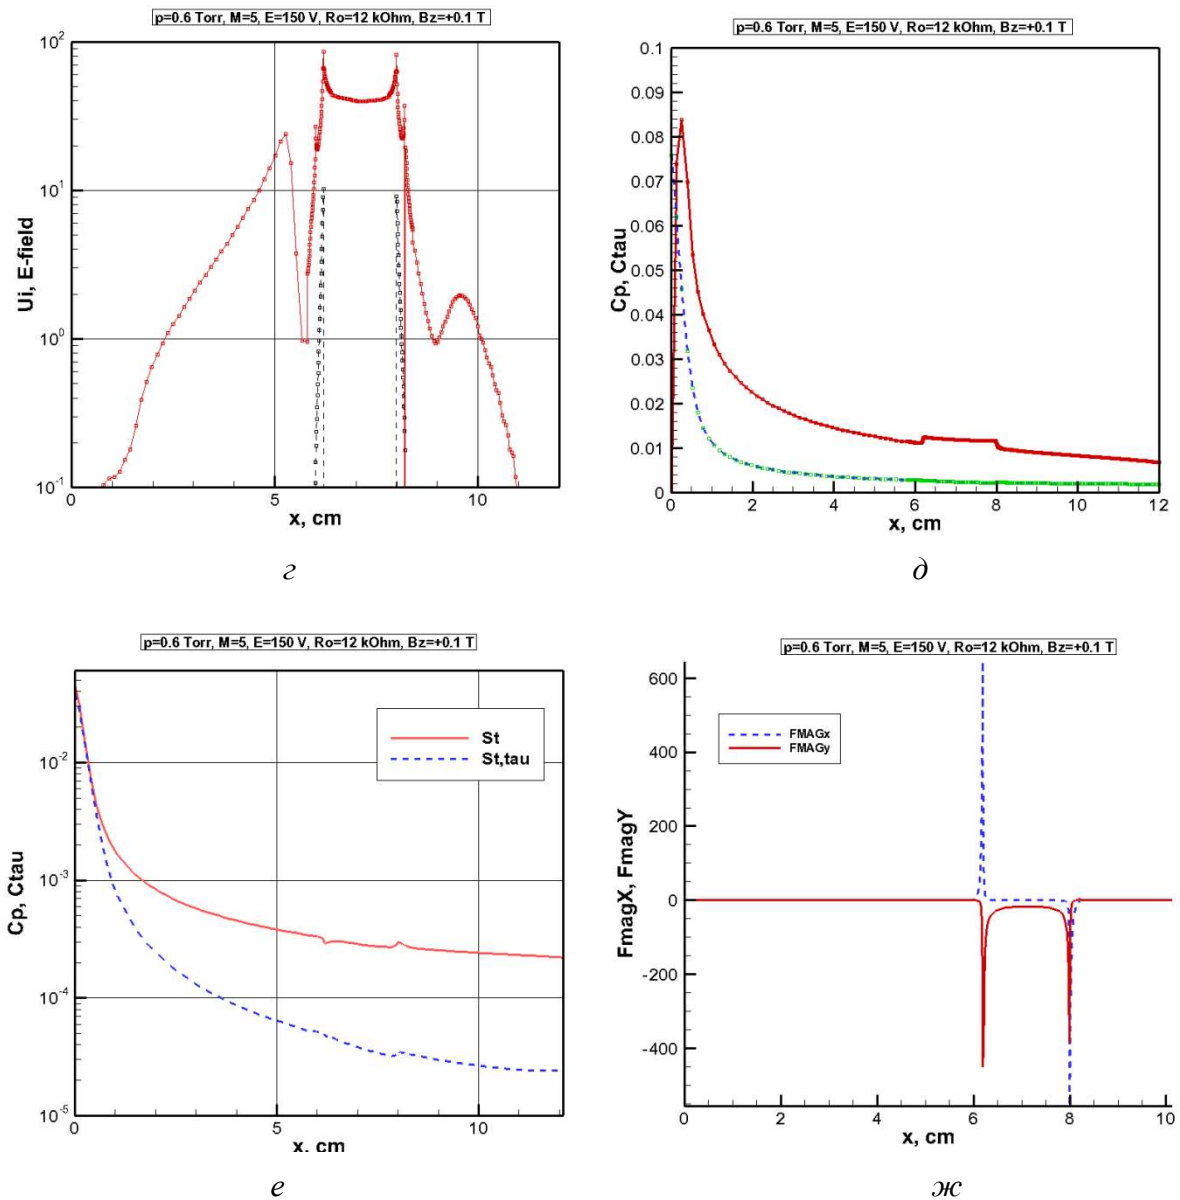 p=0.6 Torr, M=5, E=150 V, Ro=12 kOhm, Bz=+0.1 T
10²
10¹
10⁰
10⁻¹
Ui, E-field
0
5
10
x, cm
г
p=0.6 Torr, M=5, E=150 V, Ro=12 kOhm, Bz=+0.1 T
0.1
0.09
0.08
0.07
0.06
0.05
0.04
0.03
0.02
0.01
0
Cp, Ctau
0
2
4
6
8
10
12
x, cm
д
p=0.6 Torr, M=5, E=150 V, Ro=12 kOhm, Bz=+0.1 T
St
St,tau
10⁻²
10⁻³
10⁻⁴
10⁻⁵
Cp, Ctau
0
5
10
x, cm
е
p=0.6 Torr, M=5, E=150 V, Ro=12 kOhm, Bz=+0.1 T
FMAGx
FMAGy
600
400
200
0
-200
-400
FmagX, FmagY
0
2
4
6
8
10
x, cm
ж